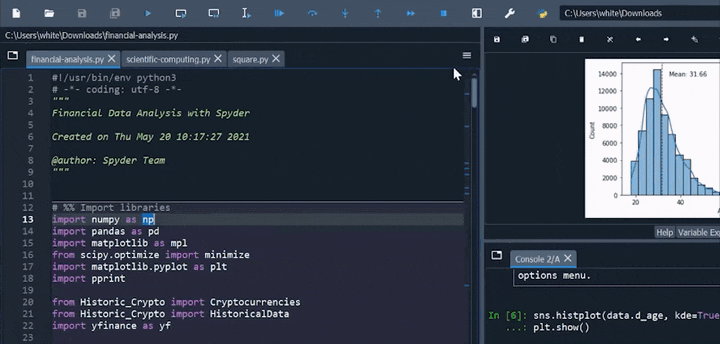 C:\Users\white\Downloads
C:\Users\white\Downloads\financial-analysis.py
financial-analysis.py
scientific-computing.py
square.py
1 #!/usr/bin/env python3
2 # -*- coding: utf-8 -*-
3 """
4 Financial Data Analysis with Spyder
5
6 Created on Thu May 20 10:17:27 2021
7
8 @author: Spyder Team
9 """
10
11
12 # %% Import libraries
13 import numpy as np
14 import pandas as pd
15 import matplotlib as mpl
16 from scipy.optimize import minimize
17 import matplotlib.pyplot as plt
18 import pprint
19
20 from Historic_Crypto import Cryptocurrencies
21 from Historic_Crypto import HistoricalData
22 import yfinance as yf
23
Mean: 31.66
Count
14000
12000
10000
8000
6000
4000
2000
0
20 40
Help Variable Exp
Console 2/A
options menu.
In [6]: sns.histplot(data.d_age, kde=True
...: plt.show()